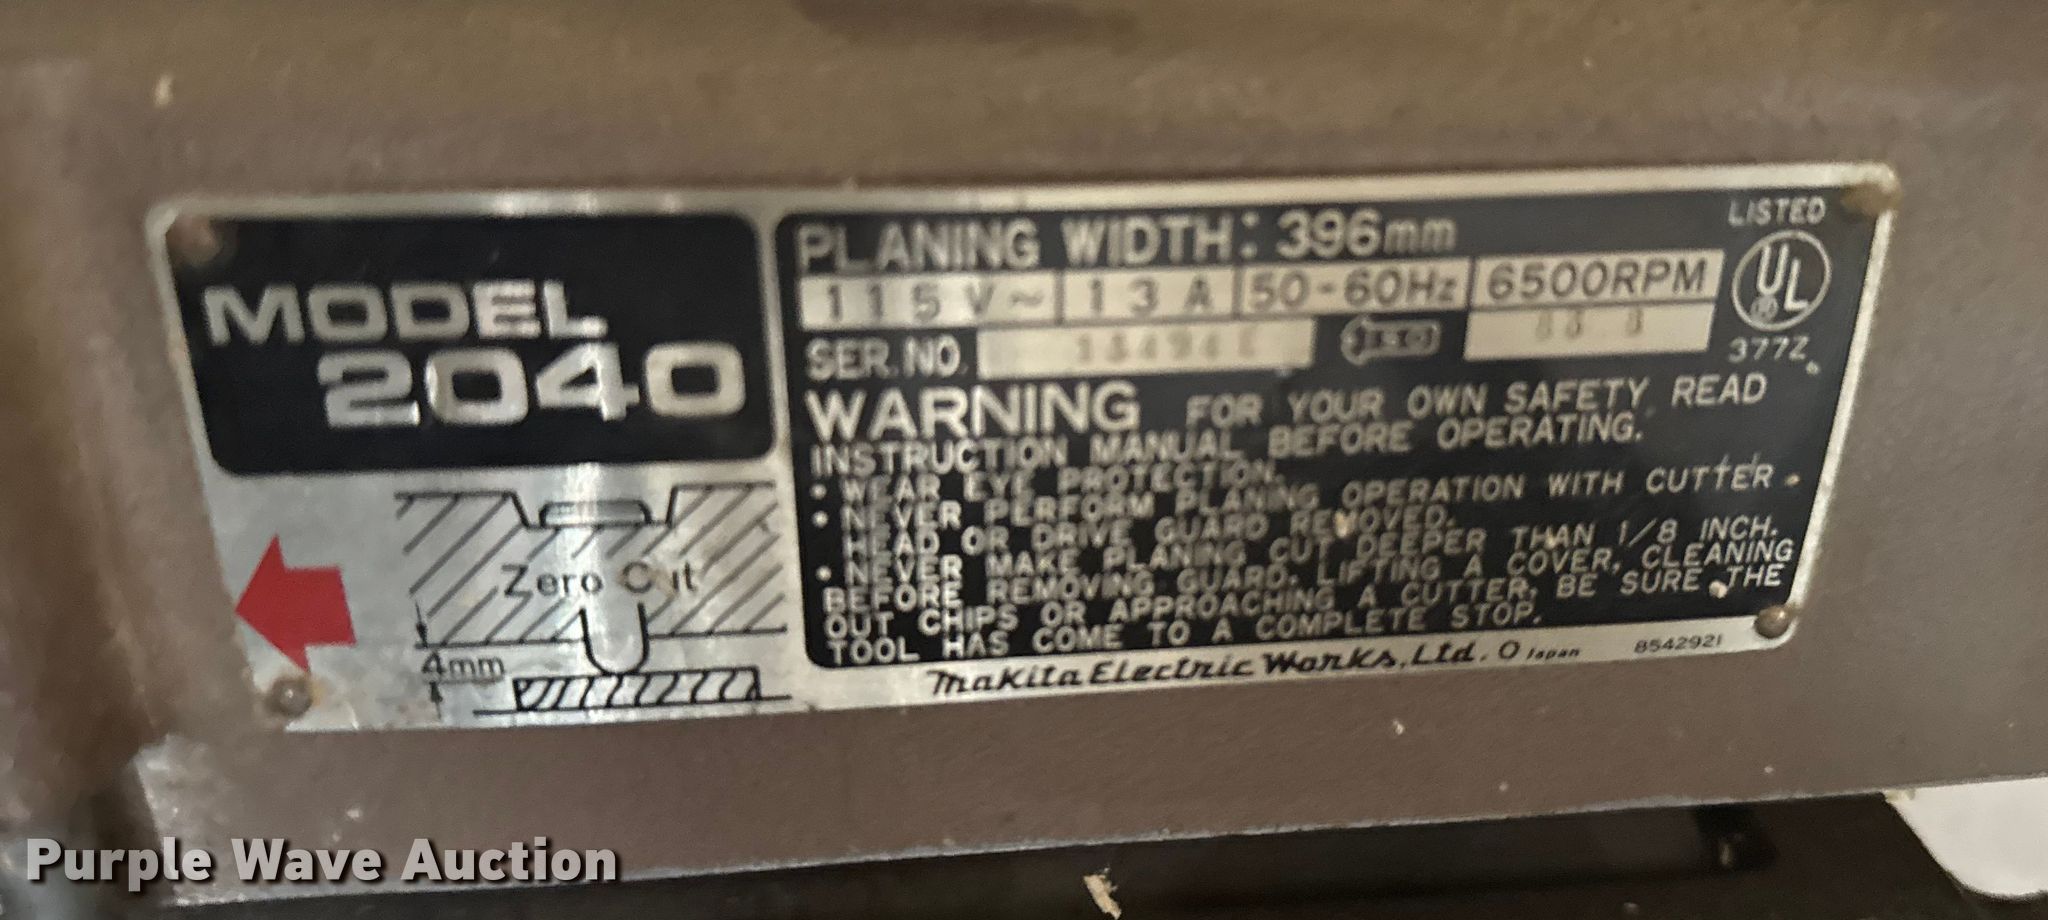 MODEL
2040
Zero Cut
4mm
PLANING WIDTH: 396mm
115V~ 13A 50-60Hz 6500RPM
SER. NO.
LISTED
UL
377Z
WARNING FOR YOUR OWN SAFETY READ
INSTRUCTION MANUAL BEFORE OPERATING.
• WEAR EYE PROTECTION.
• NEVER PERFORM PLANING OPERATION WITH CUTTER
HEAD OR DRIVE GUARD REMOVED.
• NEVER MAKE PLANING CUT DEEPER THAN 1/8 INCH.
BEFORE REMOVING GUARD, LIFTING A COVER, CLEANING
OUT CHIPS OR APPROACHING A CUTTER, BE SURE THE
TOOL HAS COME TO A COMPLETE STOP.
Makita Electric Works, Ltd. O Japan 8542921
Purple Wave Auction